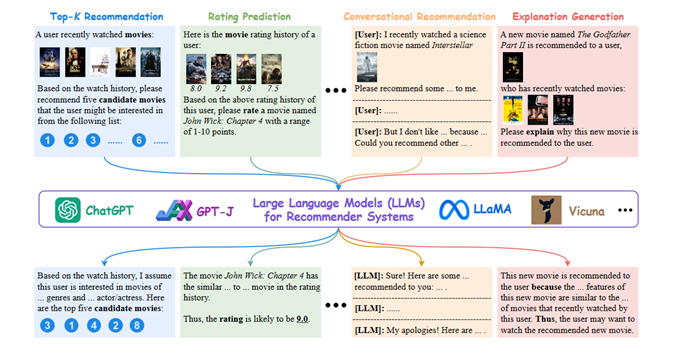 Top-K Recommendation
A user recently watched movies:
Based on the watch history, please
recommend five candidate movies
that the user might be interested in
from the following list:
1 2 3 ...... 6 ......
Rating Prediction
Here is the movie rating history of a
user:
8.0 9.2 9.8 7.5
Based on the above rating history of
this user, please rate a movie named
John Wick: Chapter 4 with a range
of 1-10 points.
Conversational Recommendation
[User]: I recently watched a science
fiction movie named Interstellar
Please recommend some ... to me.
[User]: ......
[User]: But I don't like ... because ...
Could you recommend other ... .
Explanation Generation
A new movie named The Godfather
Part II is recommended to a user,
who has recently watched movies:
Please explain why this new movie is
recommended to the user.
ChatGPT
JAX GPT-J
Large Language Models (LLMs)
for Recommender Systems
LLaMA
Vicuna
Based on the watch history, I assume
this user is interested in movies of
... genres and ... actor/actress. Here
are the top five candidate movies:
3 1 4 2 8
The movie John Wick: Chapter 4 has
the similar ... to ... movie in the rating
history.
Thus, the rating is likely to be 9.0.
[LLM]: Sure! Here are some ...
recommended to you: ... .
[LLM]: ......
[LLM]: My apologies! Here are ... .
This new movie is recommended to
the user because the ... features of
this new movie are similar to the ...
of movies that recently watched by
this user. Thus, the user may want to
watch the recommended new movie.